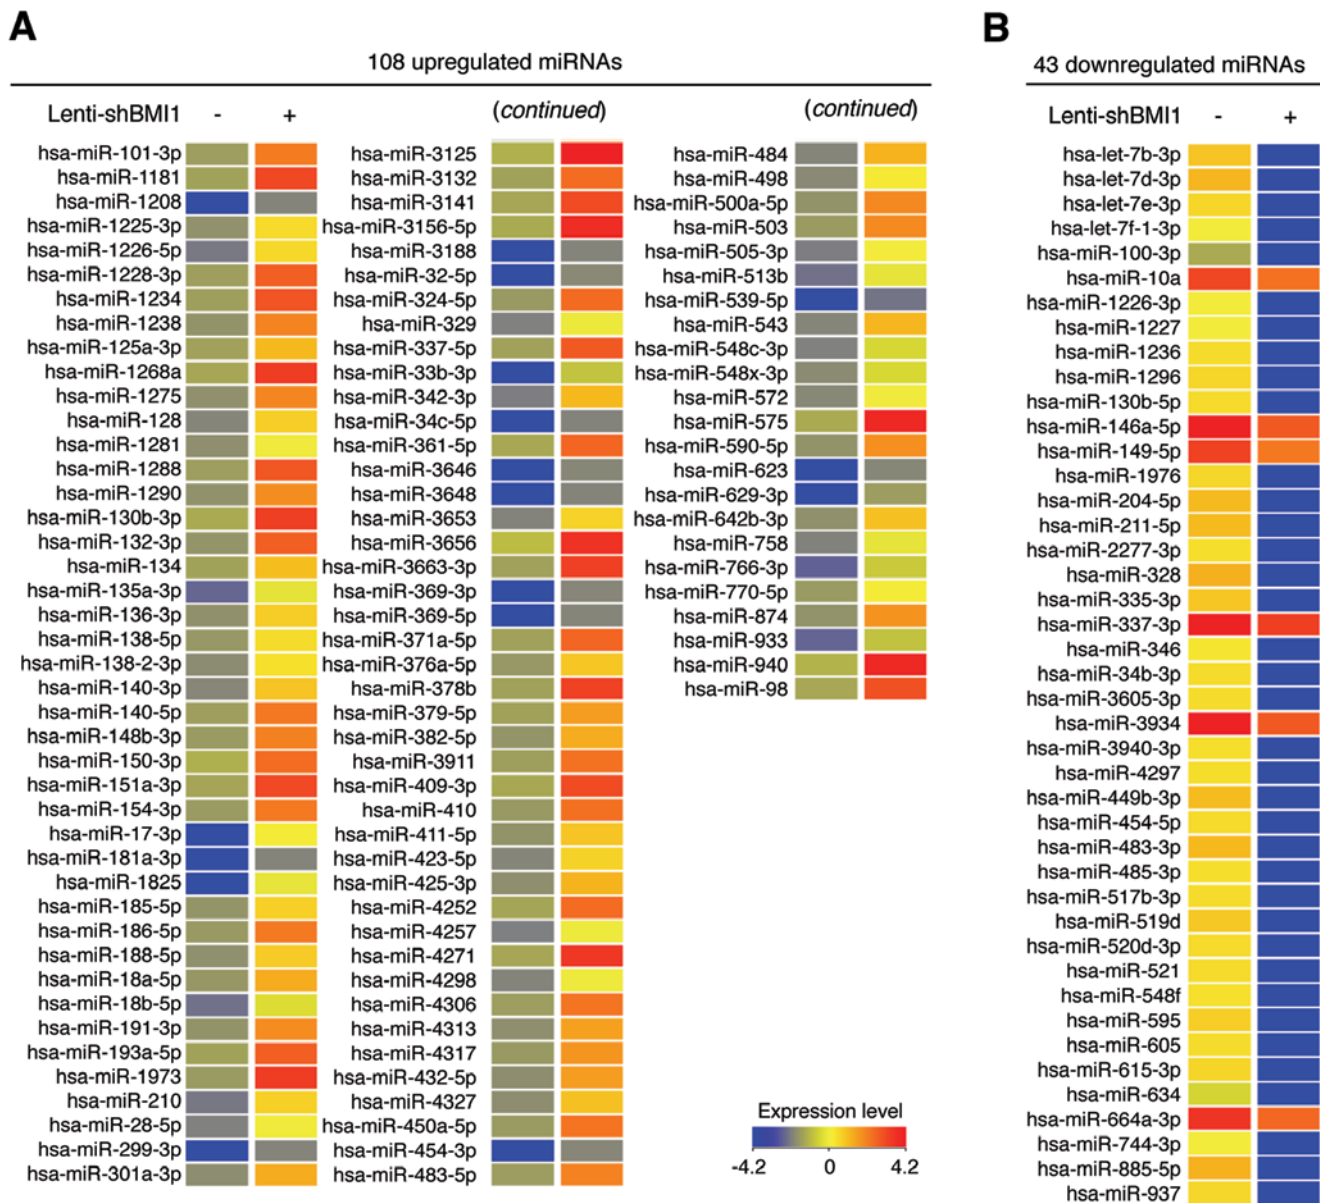 A
108 upregulated miRNAs
Lenti-shBMI1 - +
hsa-miR-101-3p
hsa-miR-1181
hsa-miR-1208
hsa-miR-1225-3p
hsa-miR-1226-5p
hsa-miR-1228-3p
hsa-miR-1234
hsa-miR-1238
hsa-miR-125a-3p
hsa-miR-1268a
hsa-miR-1275
hsa-miR-128
hsa-miR-1281
hsa-miR-1288
hsa-miR-1290
hsa-miR-130b-3p
hsa-miR-132-3p
hsa-miR-134
hsa-miR-135a-3p
hsa-miR-136-3p
hsa-miR-138-5p
hsa-miR-138-2-3p
hsa-miR-140-3p
hsa-miR-140-5p
hsa-miR-148b-3p
hsa-miR-150-3p
hsa-miR-151a-3p
hsa-miR-154-3p
hsa-miR-17-3p
hsa-miR-181a-3p
hsa-miR-1825
hsa-miR-185-5p
hsa-miR-186-5p
hsa-miR-188-5p
hsa-miR-18a-5p
hsa-miR-18b-5p
hsa-miR-191-3p
hsa-miR-193a-5p
hsa-miR-1973
hsa-miR-210
hsa-miR-28-5p
hsa-miR-299-3p
hsa-miR-301a-3p
(continued)
hsa-miR-3125
hsa-miR-3132
hsa-miR-3141
hsa-miR-3156-5p
hsa-miR-3188
hsa-miR-32-5p
hsa-miR-324-5p
hsa-miR-329
hsa-miR-337-5p
hsa-miR-33b-3p
hsa-miR-342-3p
hsa-miR-34c-5p
hsa-miR-361-5p
hsa-miR-3646
hsa-miR-3648
hsa-miR-3653
hsa-miR-3656
hsa-miR-3663-3p
hsa-miR-369-3p
hsa-miR-369-5p
hsa-miR-371a-5p
hsa-miR-376a-5p
hsa-miR-378b
hsa-miR-379-5p
hsa-miR-382-5p
hsa-miR-3911
hsa-miR-409-3p
hsa-miR-410
hsa-miR-411-5p
hsa-miR-423-5p
hsa-miR-425-3p
hsa-miR-4252
hsa-miR-4257
hsa-miR-4271
hsa-miR-4298
hsa-miR-4306
hsa-miR-4313
hsa-miR-4317
hsa-miR-432-5p
hsa-miR-4327
hsa-miR-450a-5p
hsa-miR-454-3p
hsa-miR-483-5p
(continued)
hsa-miR-484
hsa-miR-498
hsa-miR-500a-5p
hsa-miR-503
hsa-miR-505-3p
hsa-miR-513b
hsa-miR-539-5p
hsa-miR-543
hsa-miR-548c-3p
hsa-miR-548x-3p
hsa-miR-572
hsa-miR-575
hsa-miR-590-5p
hsa-miR-623
hsa-miR-629-3p
hsa-miR-642b-3p
hsa-miR-758
hsa-miR-766-3p
hsa-miR-770-5p
hsa-miR-874
hsa-miR-933
hsa-miR-940
hsa-miR-98
Expression level
-4.2 0 4.2
B
43 downregulated miRNAs
Lenti-shBMI1 - +
hsa-let-7b-3p
hsa-let-7d-3p
hsa-let-7e-3p
hsa-let-7f-1-3p
hsa-miR-100-3p
hsa-miR-10a
hsa-miR-1226-3p
hsa-miR-1227
hsa-miR-1236
hsa-miR-1296
hsa-miR-130b-5p
hsa-miR-146a-5p
hsa-miR-149-5p
hsa-miR-1976
hsa-miR-204-5p
hsa-miR-211-5p
hsa-miR-2277-3p
hsa-miR-328
hsa-miR-335-3p
hsa-miR-337-3p
hsa-miR-346
hsa-miR-34b-3p
hsa-miR-3605-3p
hsa-miR-3934
hsa-miR-3940-3p
hsa-miR-4297
hsa-miR-449b-3p
hsa-miR-454-5p
hsa-miR-483-3p
hsa-miR-485-3p
hsa-miR-517b-3p
hsa-miR-519d
hsa-miR-520d-3p
hsa-miR-521
hsa-miR-548f
hsa-miR-595
hsa-miR-605
hsa-miR-615-3p
hsa-miR-634
hsa-miR-664a-3p
hsa-miR-744-3p
hsa-miR-885-5p
hsa-miR-937